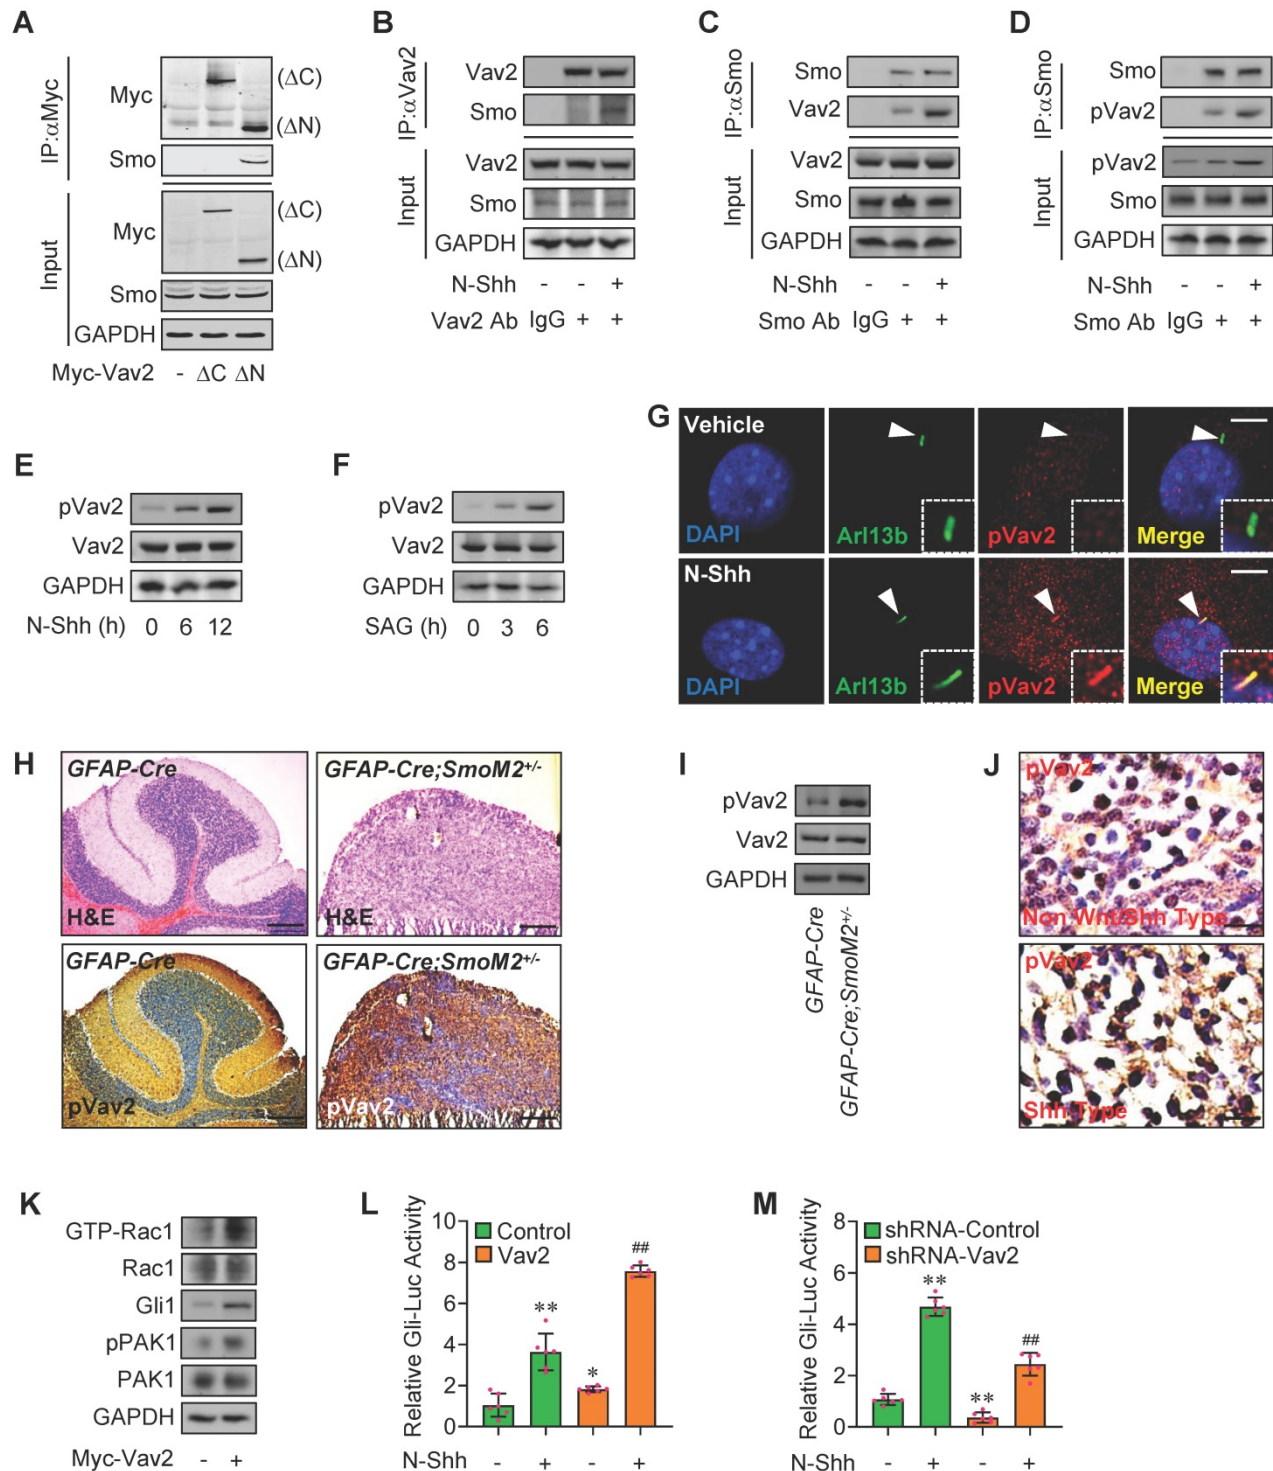 A
IP:αMyc
Myc
(ΔC)
(ΔN)
Smo
Input
Myc
(ΔC)
(ΔN)
Smo
GAPDH
Myc-Vav2 - ΔC ΔN
B
IP:αVav2
Vav2
Smo
Input
Vav2
Smo
GAPDH
N-Shh - - +
Vav2 Ab IgG + +
C
IP:αSmo
Smo
Vav2
Input
Vav2
Smo
GAPDH
N-Shh - - +
Smo Ab IgG + +
D
IP:αSmo
Smo
pVav2
Input
pVav2
Smo
GAPDH
N-Shh - - +
Smo Ab IgG + +
E
pVav2
Vav2
GAPDH
N-Shh (h) 0 6 12
F
pVav2
Vav2
GAPDH
SAG (h) 0 3 6
G
Vehicle
DAPI Arl13b pVav2 Merge
N-Shh
DAPI Arl13b pVav2 Merge
H
GFAP-Cre GFAP-Cre;SmoM2+/-
H&E H&E
GFAP-Cre GFAP-Cre;SmoM2+/-
pVav2 pVav2
I
pVav2
Vav2
GAPDH
GFAP-Cre
GFAP-Cre;SmoM2+/-
J
pVav2
Non Wnt/Shh Type
pVav2
Shh Type
K
GTP-Rac1
Rac1
Gli1
pPAK1
PAK1
GAPDH
Myc-Vav2 - +
L
Relative Gli-Luc Activity
10
8
6
4
2
0
Control
Vav2
**
*
##
N-Shh - + - +
M
Relative Gli-Luc Activity
8
6
4
2
0
shRNA-Control
shRNA-Vav2
**
**
##
N-Shh - + - +